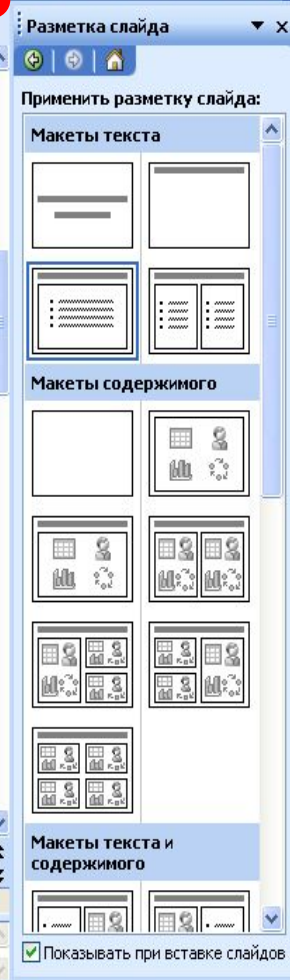 Разметка слайда
Применить разметку слайда:
Макеты текста
Макеты содержимого
Макеты текста и
содержимого
Показывать при вставке слайдов